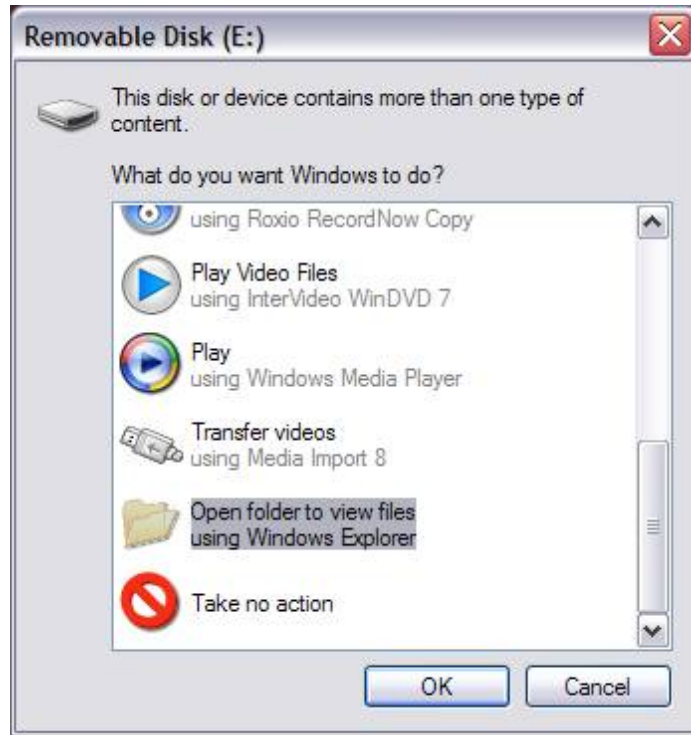 Removable Disk (E:)
This disk or device contains more than one type of
content.
What do you want Windows to do?
using Roxio RecordNow Copy
Play Video Files
using InterVideo WinDVD 7
Play
using Windows Media Player
Transfer videos
using Media Import 8
Open folder to view files
using Windows Explorer
Take no action
OK
Cancel